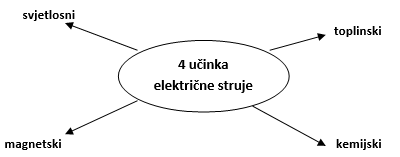 svjetlosni
toplinski
4 učinka
električne struje
magnetski
kemijski